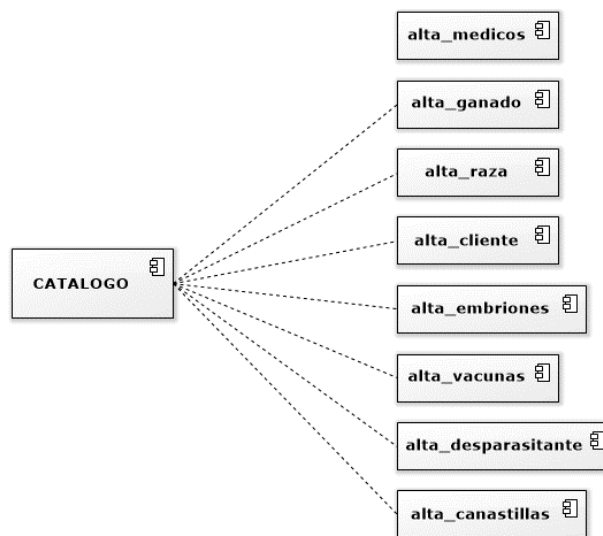 alta_medicos
alta_ganado
alta_raza
alta_cliente
CATALOGO
alta_embriones
alta_vacunas
alta_desparasitante
alta_canastillas